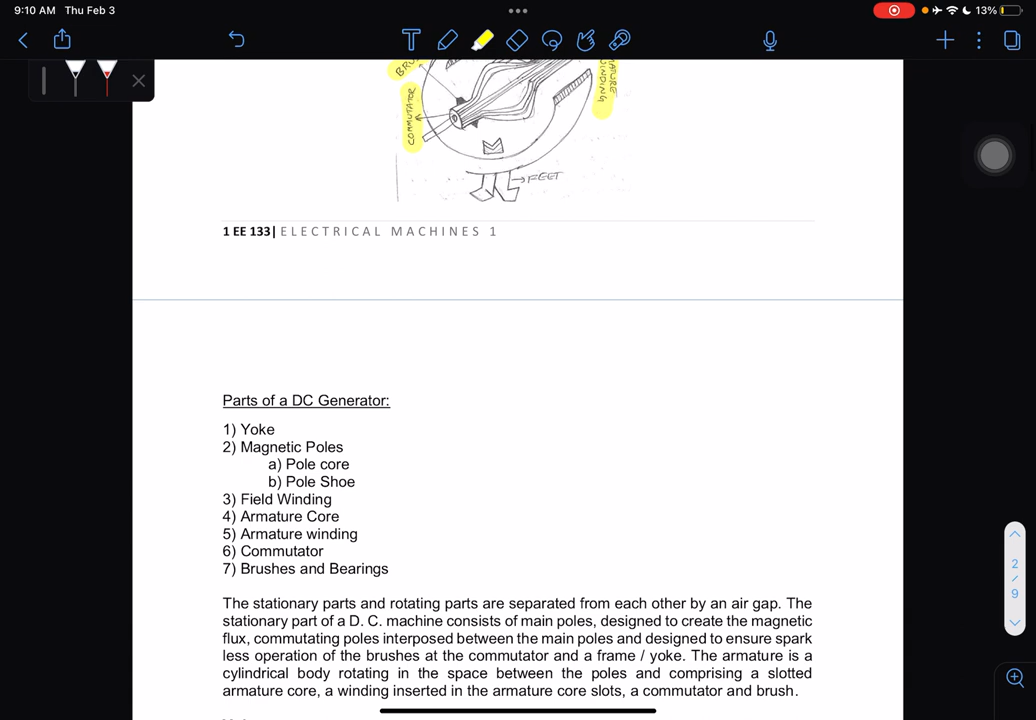 9:10 AM Thu Feb 3
13%
T
BRU
COMMUTATOR
MATURE
INDING
FEET
1 EE 133| ELECTRICAL MACHINES 1
Parts of a DC Generator:
1) Yoke
2) Magnetic Poles
a) Pole core
b) Pole Shoe
3) Field Winding
4) Armature Core
5) Armature winding
6) Commutator
7) Brushes and Bearings
The stationary parts and rotating parts are separated from each other by an air gap. The
stationary part of a D. C. machine consists of main poles, designed to create the magnetic
flux, commutating poles interposed between the main poles and designed to ensure spark
less operation of the brushes at the commutator and a frame / yoke. The armature is a
cylindrical body rotating in the space between the poles and comprising a slotted
armature core, a winding inserted in the armature core slots, a commutator and brush.
2
/
9